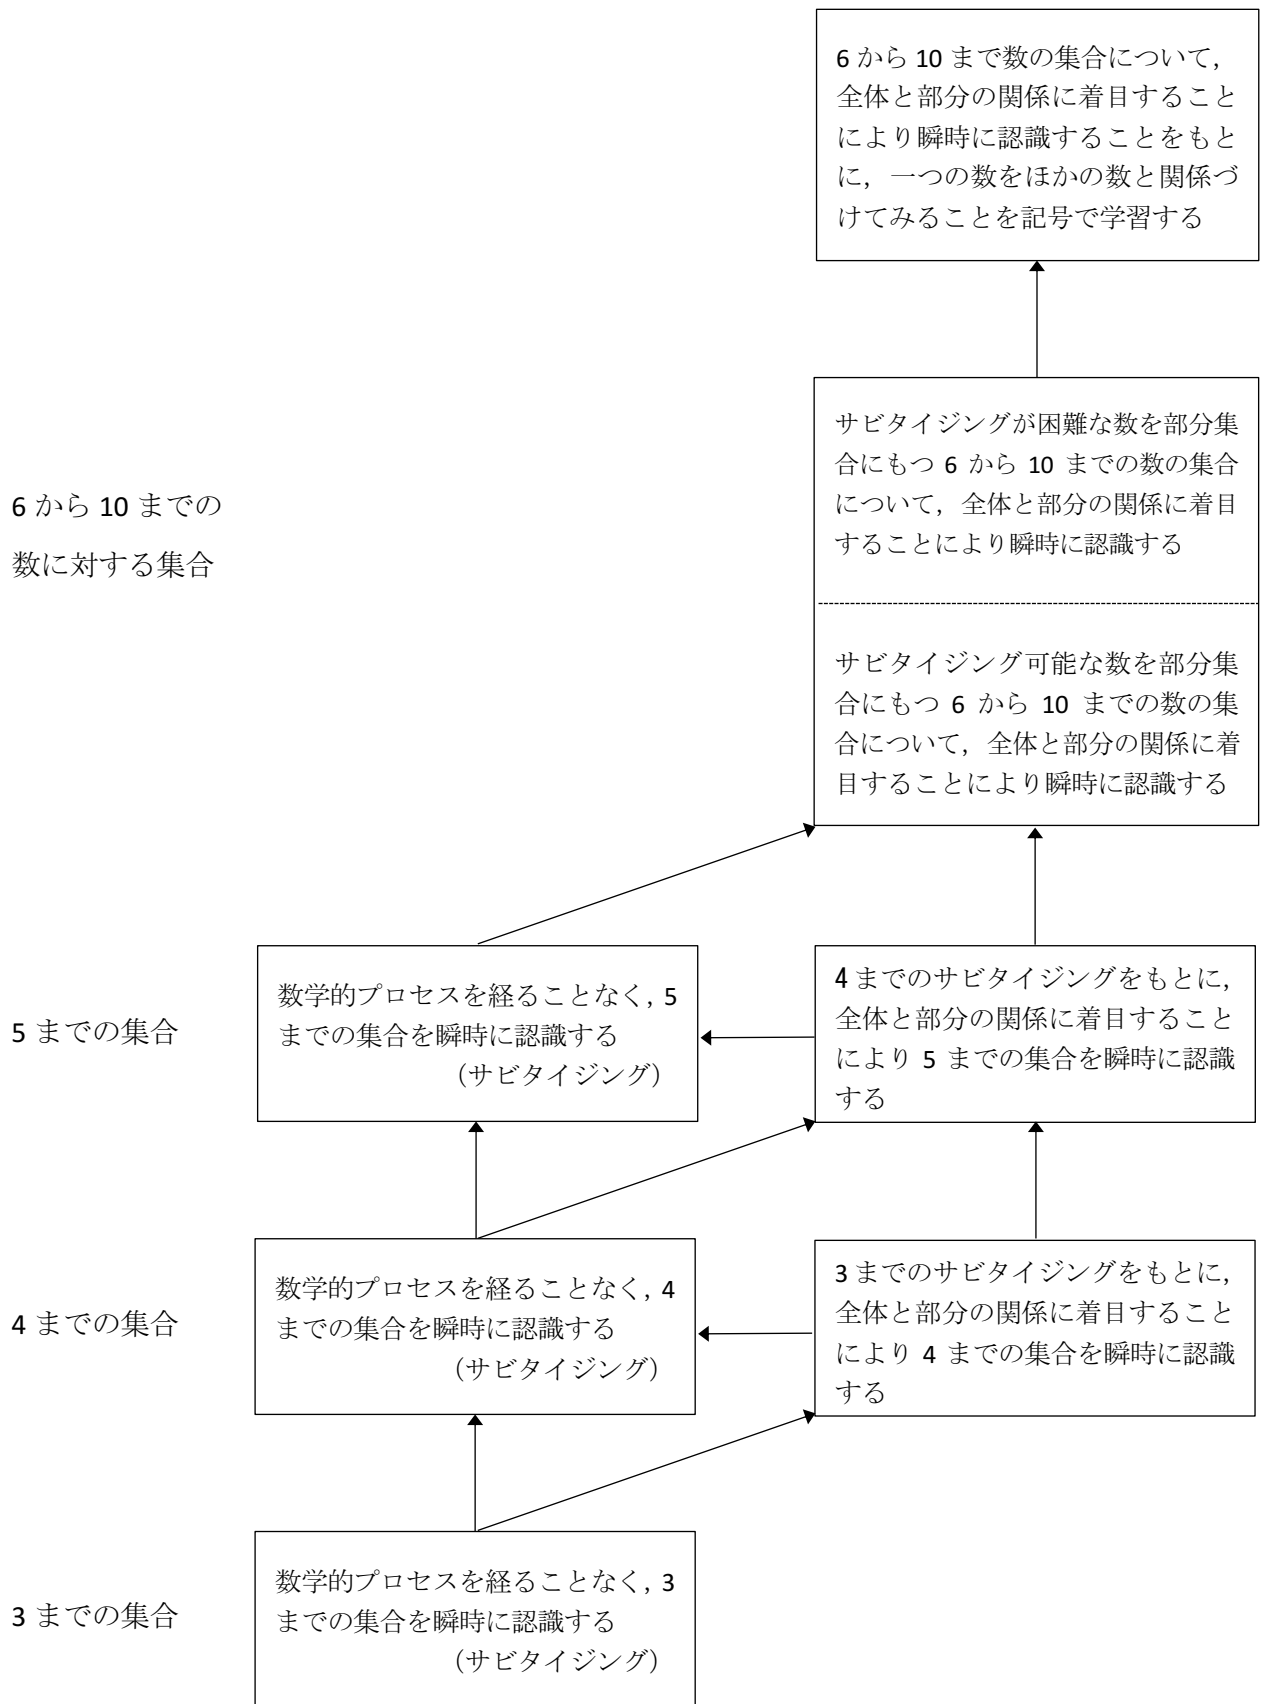 6 から 10 まで数の集合について，
全体と部分の関係に着目すること
により瞬時に認識することをもと
に，一つの数をほかの数と関係づ
けてみることを記号で学習する
6 から 10 までの
数に対する集合
サビタイジングが困難な数を部分集
合にもつ 6 から 10 までの数の集合
について，全体と部分の関係に着目
することにより瞬時に認識する
サビタイジング可能な数を部分集
合にもつ 6 から 10 までの数の集
合について，全体と部分の関係に着
目することにより瞬時に認識する
5 までの集合
数学的プロセスを経ることなく，5
までの集合を瞬時に認識する
（サビタイジング）
4 までのサビタイジングをもとに，
全体と部分の関係に着目すること
により 5 までの集合を瞬時に認識
する
4 までの集合
数学的プロセスを経ることなく，4
までの集合を瞬時に認識する
（サビタイジング）
3 までのサビタイジングをもとに，
全体と部分の関係に着目すること
により 4 までの集合を瞬時に認識
する
3 までの集合
数学的プロセスを経ることなく，3
までの集合を瞬時に認識する
（サビタイジング）